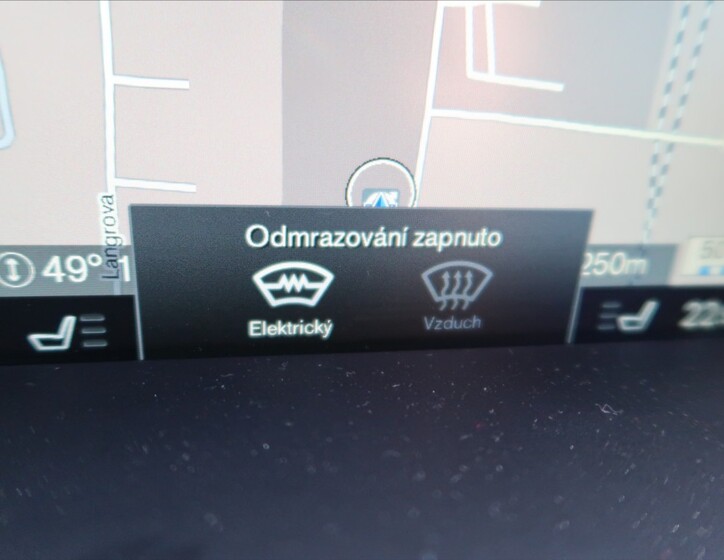 Langrova
Odmrazování zapnuto
49°
250m
Elektrický
Vzduch